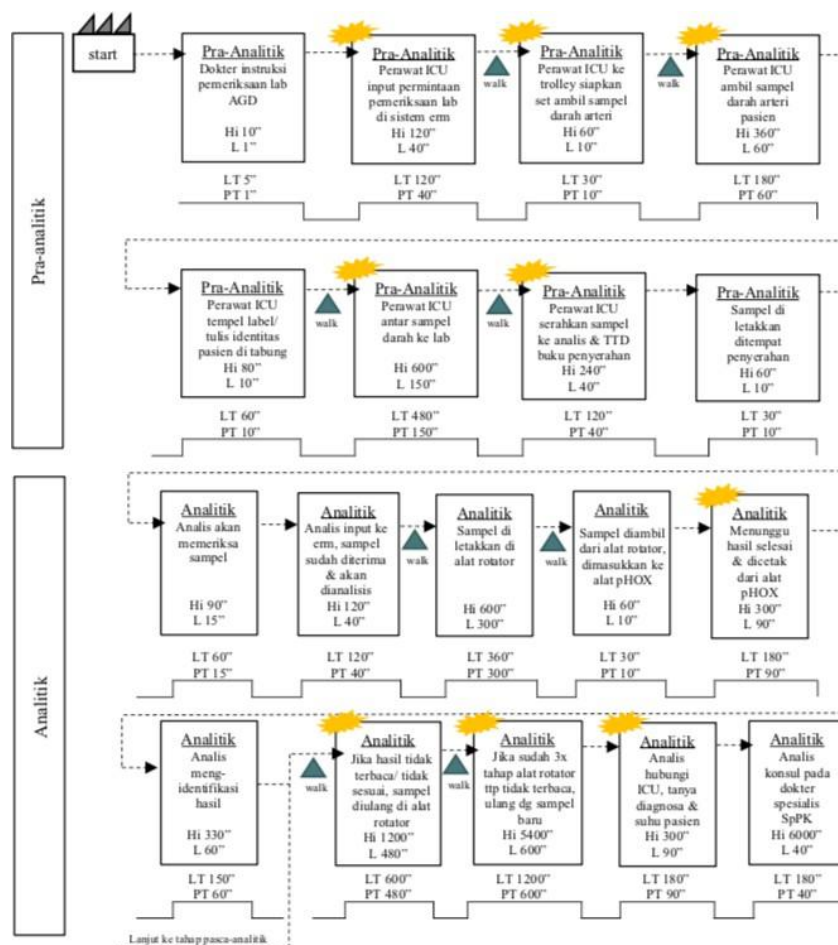 start
Pra-analitik
Pra-Analitik
Dokter instruksi
pemeriksaan lab
AGD
Hi 10”
L 1”
LT 5”
PT 1”
Pra-Analitik
Perawat ICU
input permintaan
pemeriksaan lab
di sistem erm
Hi 120”
L 40”
LT 120”
PT 40”
walk
Pra-Analitik
Perawat ICU ke
trolley siapkan
set ambil sampel
darah arteri
Hi 60”
L 10”
LT 30”
PT 10”
walk
Pra-Analitik
Perawat ICU
ambil sampel
darah arteri
pasien
Hi 360”
L 60”
LT 180”
PT 60”
Pra-Analitik
Perawat ICU
tempel label/
tulis identitas
pasien di tabung
Hi 80”
L 10”
LT 60”
PT 10”
walk
Pra-Analitik
Perawat ICU
antar sampel
darah ke lab
Hi 600”
L 150”
LT 480”
PT 150”
walk
Pra-Analitik
Perawat ICU
serahkan sampel
ke analis & TTD
buku penyerahan
Hi 240”
L 40”
LT 120”
PT 40”
Pra-Analitik
Sampel di
letakkan
ditempat
penyerahan
Hi 60”
L 10”
LT 30”
PT 10”
Analitik
Analitik
Analis akan
memeriksa
sampel
Hi 90”
L 15”
LT 60”
PT 15”
Analitik
Analis input ke
erm, sampel
sudah diterima
& akan
dianalisis
Hi 120”
L 40”
LT 120”
PT 40”
walk
Analitik
Sampel di
letakkan di
alat rotator
Hi 600”
L 300”
LT 360”
PT 300”
walk
Analitik
Sampel diambil
dari alat rotator,
dimasukkan ke
alat pHOX
Hi 60”
L 10”
LT 30”
PT 10”
Analitik
Menunggu
hasil selesai
& dicetak
dari alat
pHOX
Hi 300”
L 90”
LT 180”
PT 90”
Analitik
Analis
meng-
identifikasi
hasil
Hi 330”
L 60”
LT 150”
PT 60”
walk
Analitik
Jika hasil tidak
terbaca/ tidak
sesuai, sampel
diulang di alat
rotator
Hi 1200”
L 480”
LT 600”
PT 480”
walk
Analitik
Jika sudah 3x
tahap alat rotator
ttp tidak terbaca,
ulang dg sampel
baru
Hi 5400”
L 600”
LT 1200”
PT 600”
Analitik
Analis
hubungi
ICU, tanya
diagnosa &
suhu pasien
Hi 300”
L 90”
LT 180”
PT 90”
Analitik
Analis
konsul pada
dokter
spesialis
SpPK
Hi 6000”
L 40”
LT 180”
PT 40”
Lanjut ke tahap pasca-analitik